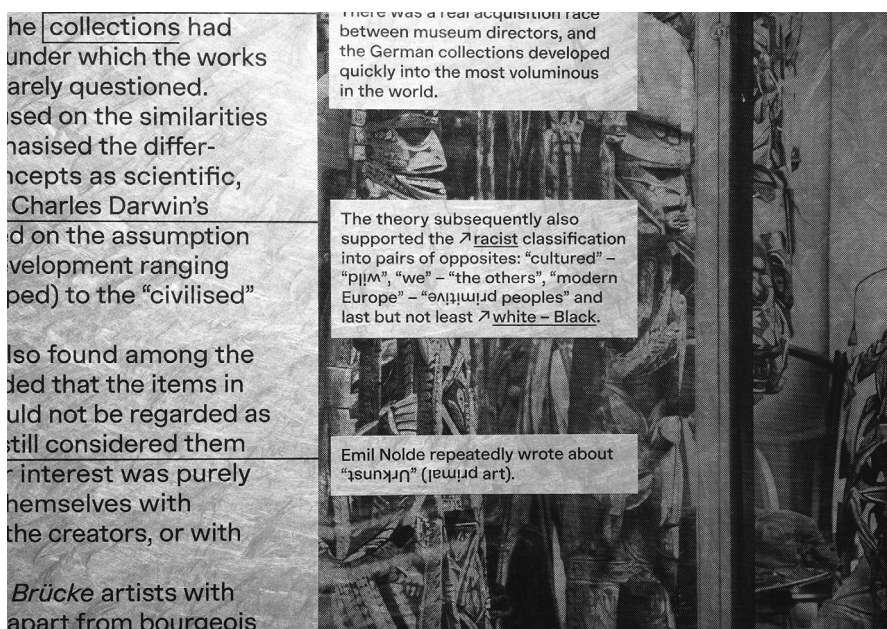 he collections had
under which the works
arely questioned.
sed on the similarities
hasised the differ-
ncepts as scientific,
Charles Darwin’s
ed on the assumption
velopment ranging
ped) to the “civilised”
lso found among the
ded that the items in
uld not be regarded as
still considered them
r interest was purely
hemselves with
the creators, or with
Brücke artists with
apart from bourgeois
There was a real acquisition race
between museum directors, and
the German collections developed
quickly into the most voluminous
in the world.
The theory subsequently also
supported the ↗racist classification
into pairs of opposites: “cultured” –
“wild”, “we” – “the others”, “modern
Europe” – “primitive peoples” and
last but not least ↗white – Black.
Emil Nolde repeatedly wrote about
“Urkunst” (primal art).